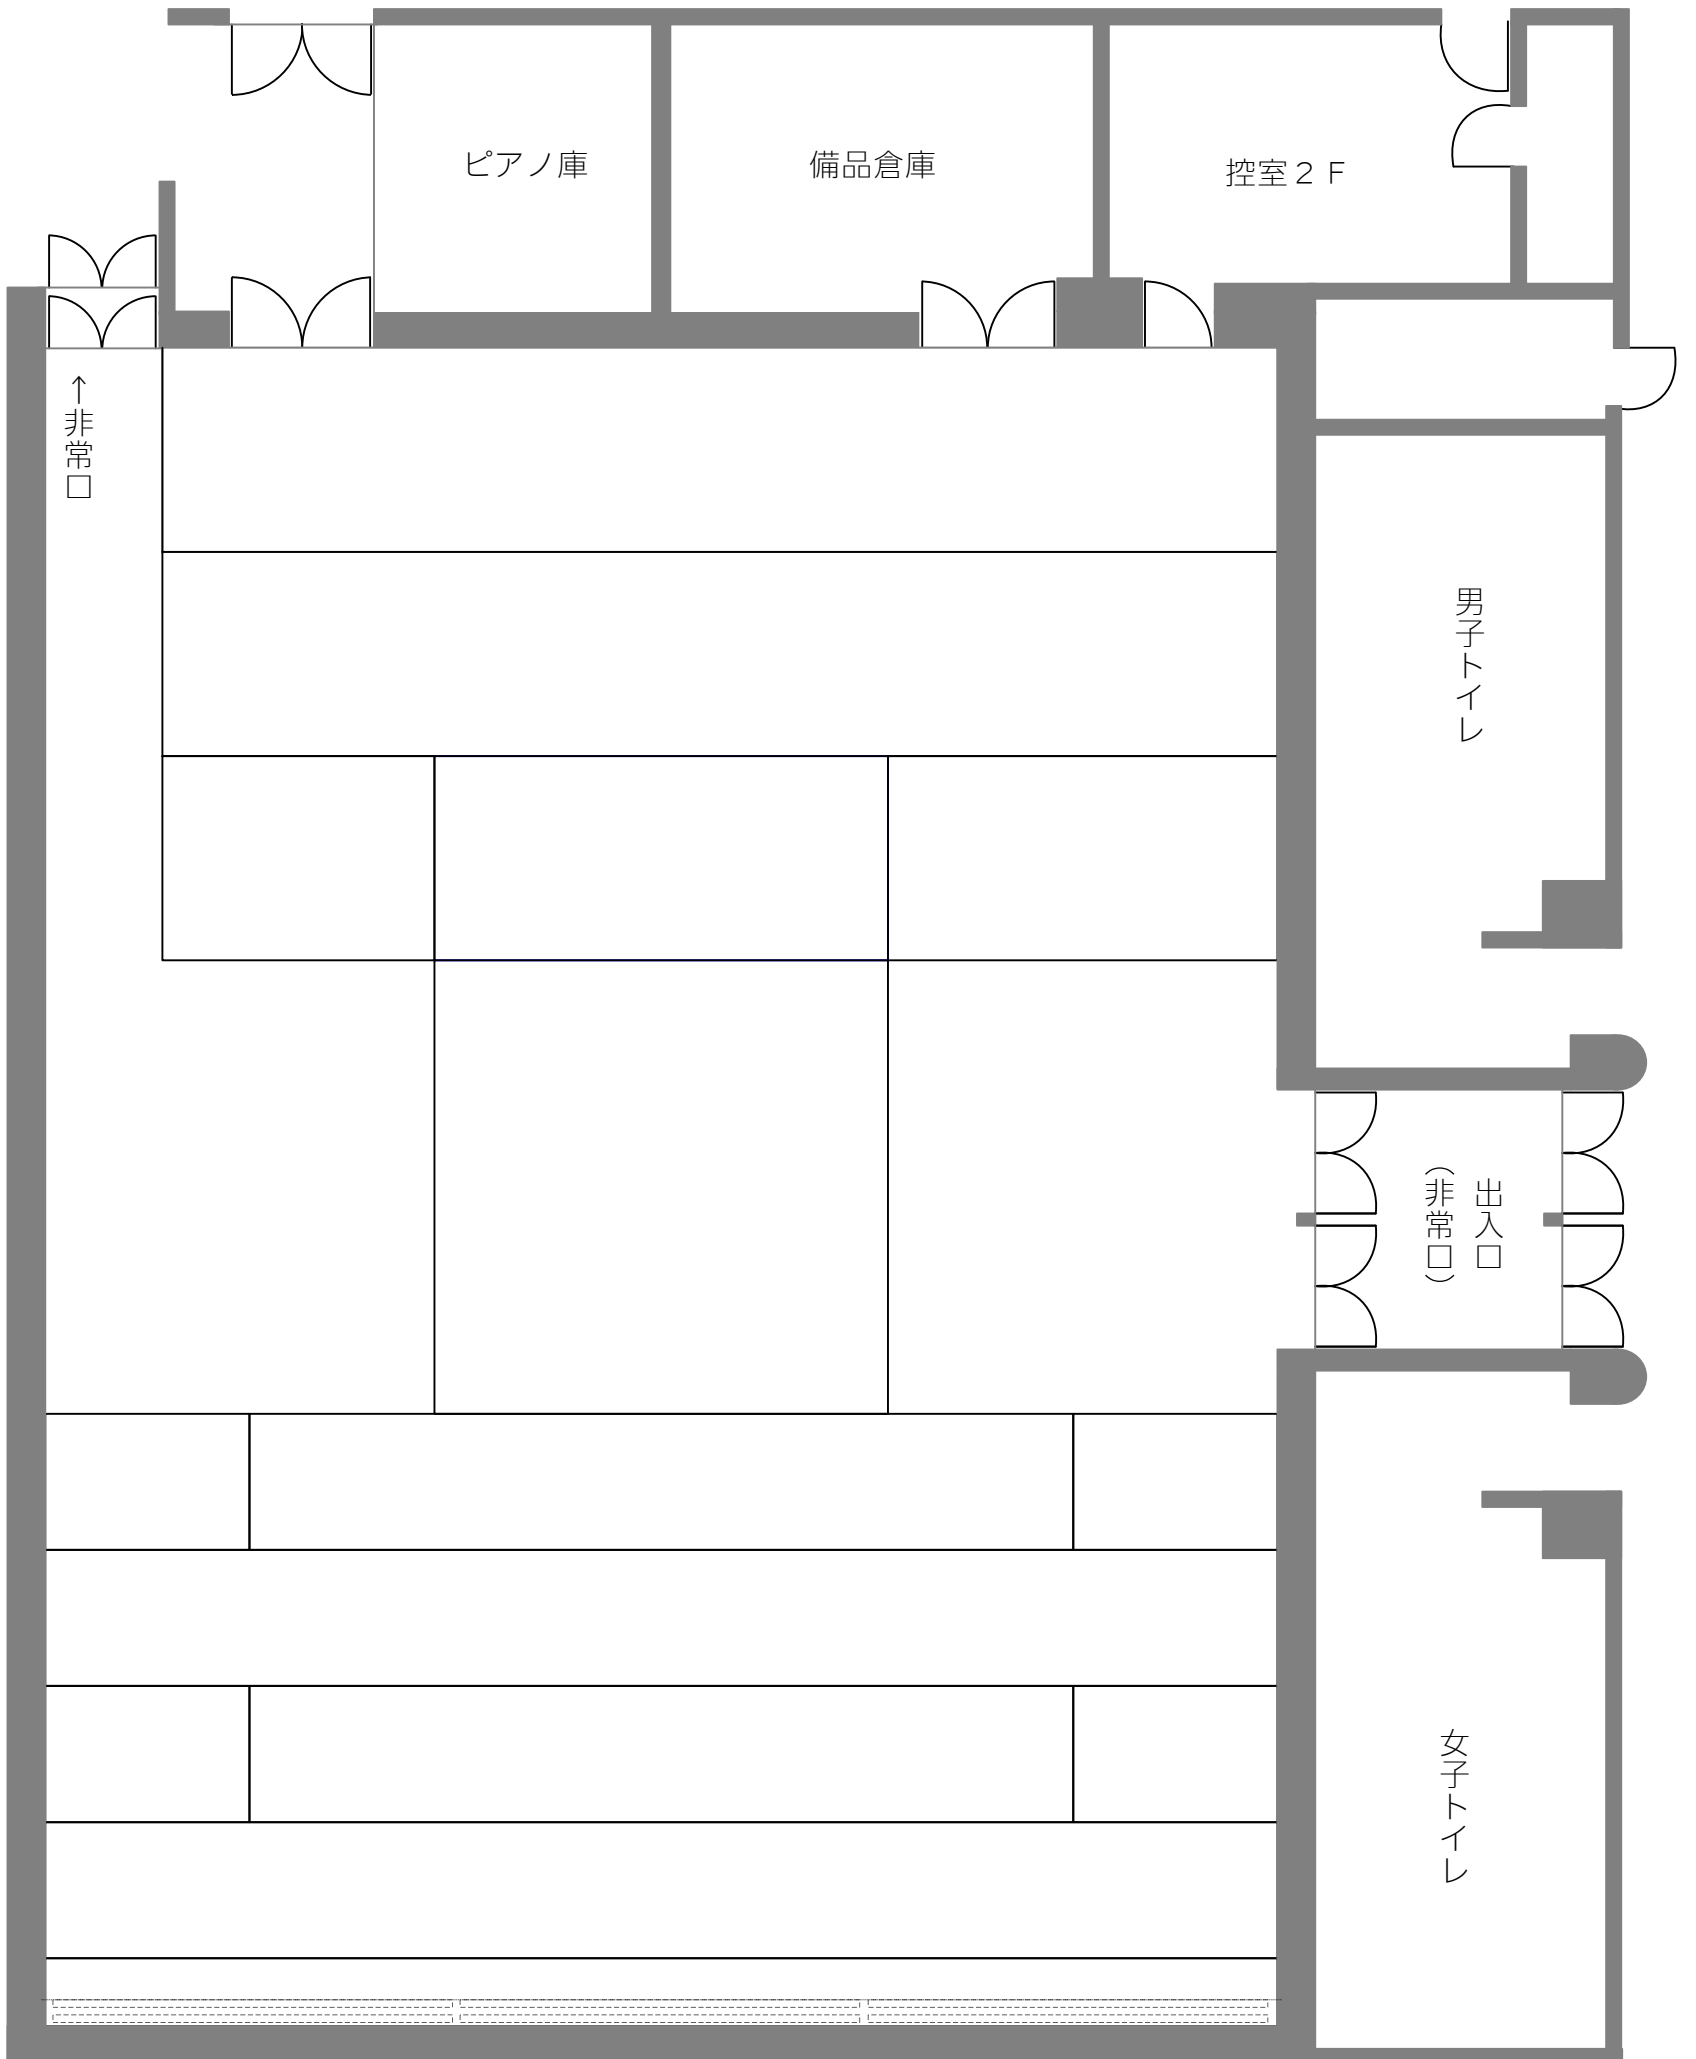 ピアノ庫
備品倉庫
控室２Ｆ
↑非常口
男子トイレ
出入口
（非常口）
女子トイレ